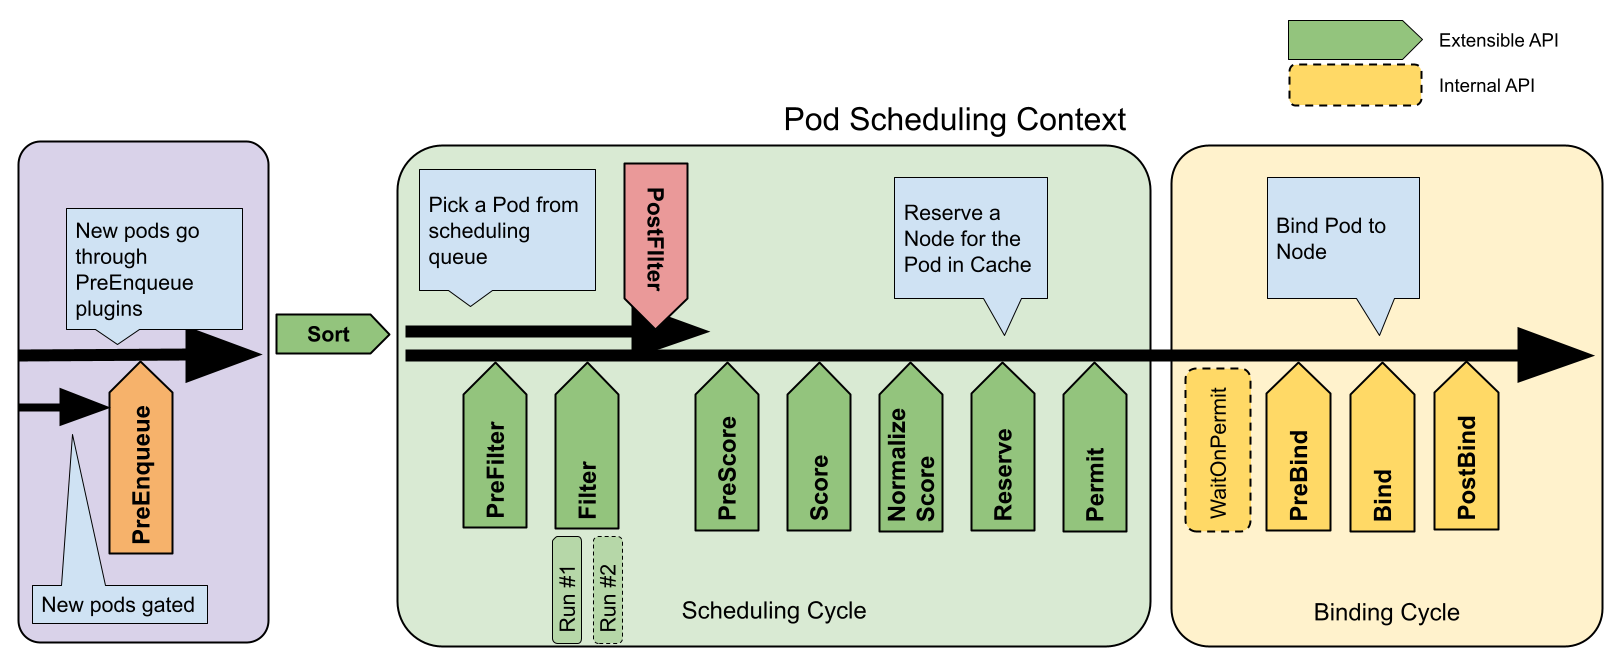 Extensible API
Internal API
Pod Scheduling Context
New pods go
through
PreEnqueue
plugins
PreEnqueue
New pods gated
Sort
Pick a Pod from
scheduling
queue
PostFIlter
Reserve a
Node for the
Pod in Cache
PreFilter
Filter
Run #1
Run #2
PreScore
Score
Normalize
Score
Reserve
Permit
Scheduling Cycle
Bind Pod to
Node
WaitOnPermit
PreBind
Bind
PostBind
Binding Cycle